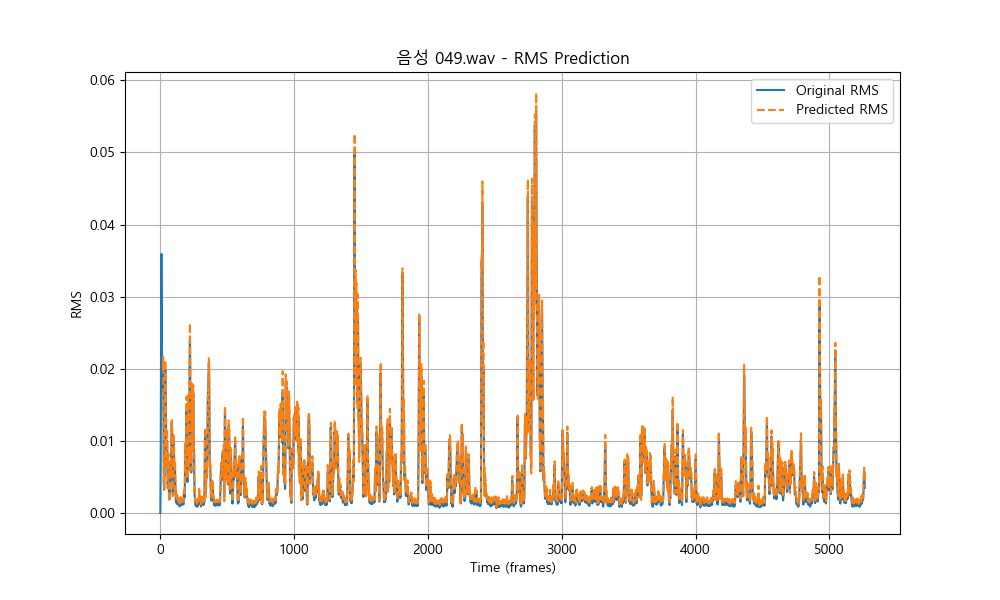 음성 049.wav - RMS Prediction
Original RMS
Predicted RMS
0.06
0.05
0.04
0.03
0.02
0.01
0.00
RMS
0
1000
2000
3000
4000
5000
Time (frames)